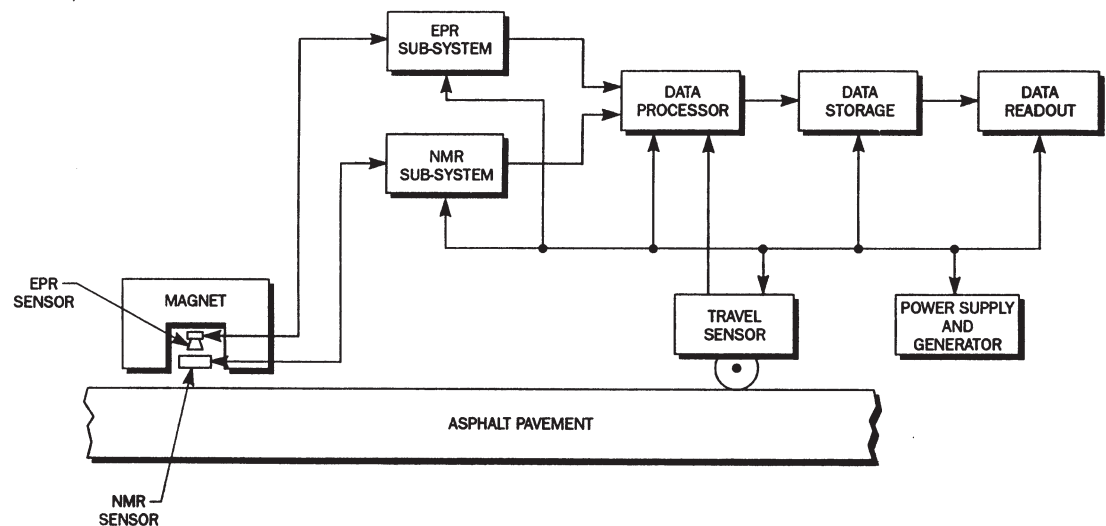 EPR
SUB-SYSTEM
DATA
PROCESSOR
DATA
STORAGE
DATA
READOUT
NMR
SUB-SYSTEM
EPR
SENSOR
MAGNET
TRAVEL
SENSOR
POWER SUPPLY
AND
GENERATOR
ASPHALT PAVEMENT
NMR
SENSOR